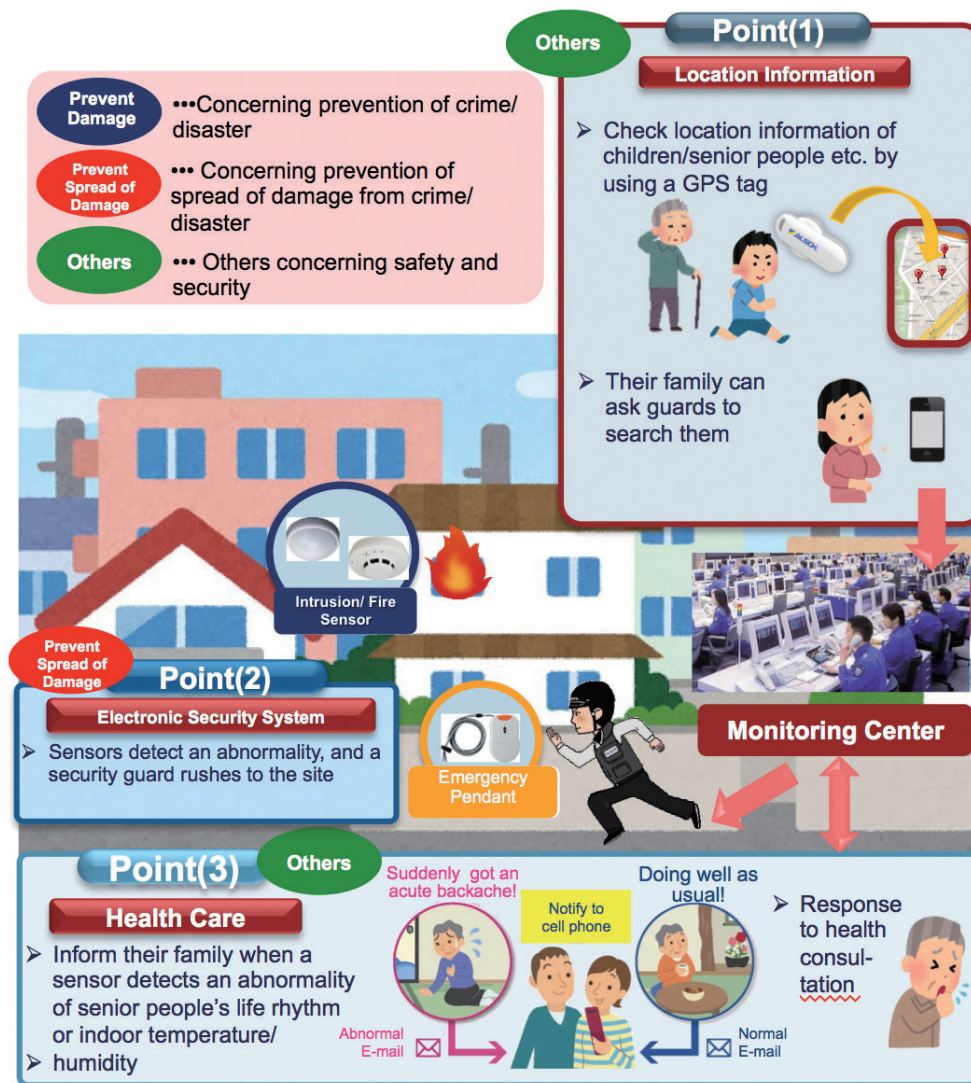 Prevent
Damage
•••Concerning prevention of crime/
disaster
Prevent
Spread of
Damage
••• Concerning prevention of
spread of damage from crime/
disaster
Others
••• Others concerning safety and
security
Others
Point(1)
Location Information
➢ Check location information of
children/senior people etc. by
using a GPS tag
ALSOK
➢ Their family can
ask guards to
search them
Intrusion/ Fire
Sensor
Prevent
Spread of
Damage
Point(2)
Electronic Security System
➢ Sensors detect an abnormality, and a
security guard rushes to the site
Emergency
Pendant
Monitoring Center
Point(3)
Others
Health Care
➢ Inform their family when a
sensor detects an abnormality
of senior people's life rhythm
or indoor temperature/
➢ humidity
Suddenly got an
acute backache!
Notify to
cell phone
Doing well as
usual!
Abnormal
E-mail
Normal
E-mail
➢ Response
to health
consul-
tation